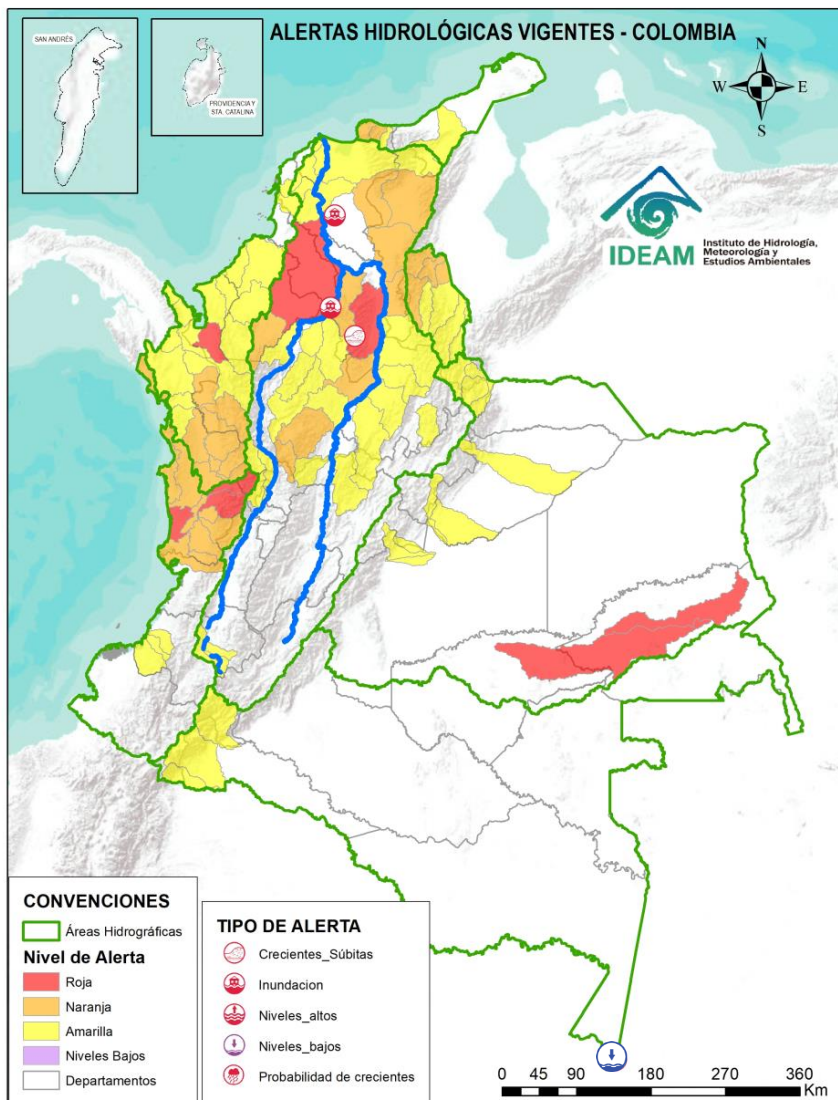 ALERTAS HIDROLÓGICAS VIGENTES - COLOMBIA
SAN ANDRÉS
PROVIDENCIA Y
STA. CATALINA
N
W
E
S
IDEAM
Instituto de Hidrología,
Meteorología y
Estudios Ambientales
CONVENCIONES
Áreas Hidrográficas
Nivel de Alerta
Roja
Naranja
Amarilla
Niveles Bajos
Departamentos
TIPO DE ALERTA
Crecientes_Súbitas
Inundacion
Niveles_altos
Niveles_bajos
Probabilidad de crecientes
0 45 90 180 270 360
Km